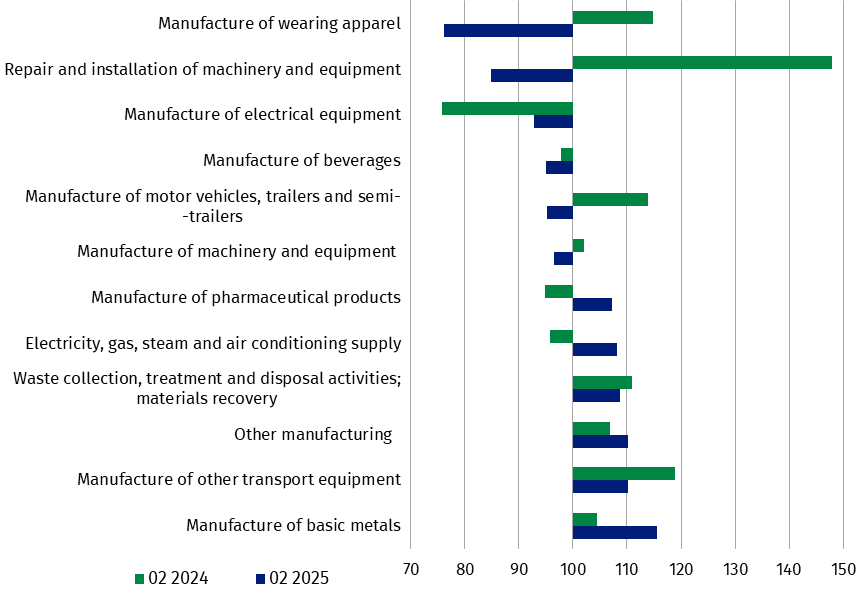 Manufacture of wearing apparel
Repair and installation of machinery and equipment
Manufacture of electrical equipment
Manufacture of beverages
Manufacture of motor vehicles, trailers and semi-
-trailers
Manufacture of machinery and equipment
Manufacture of pharmaceutical products
Electricity, gas, steam and air conditioning supply
Waste collection, treatment and disposal activities;
materials recovery
Other manufacturing
Manufacture of other transport equipment
Manufacture of basic metals
70 80 90 100 110 120 130 140 150
02 2024 02 2025